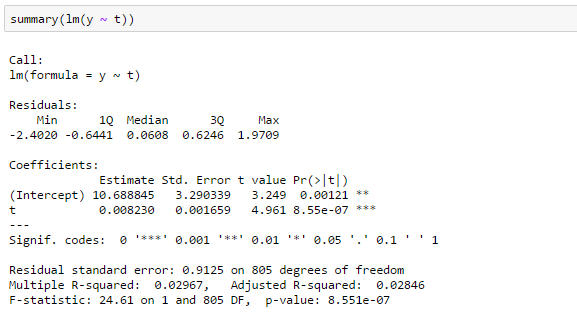 summary(lm(y ~ t))
Call:
lm(formula = y ~ t)
Residuals:
    Min      1Q  Median      3Q     Max
-2.4020 -0.6441  0.0608  0.6246  1.9709
Coefficients:
             Estimate Std. Error t value Pr(>|t|)
(Intercept) 10.688845   3.290339   3.249  0.00121 **
t            0.008230   0.001659   4.961 8.55e-07 ***
---
Signif. codes:  0 '***' 0.001 '**' 0.01 '*' 0.05 '.' 0.1 ' ' 1
Residual standard error: 0.9125 on 805 degrees of freedom
Multiple R-squared:  0.02967,   Adjusted R-squared:  0.02846
F-statistic: 24.61 on 1 and 805 DF,  p-value: 8.551e-07